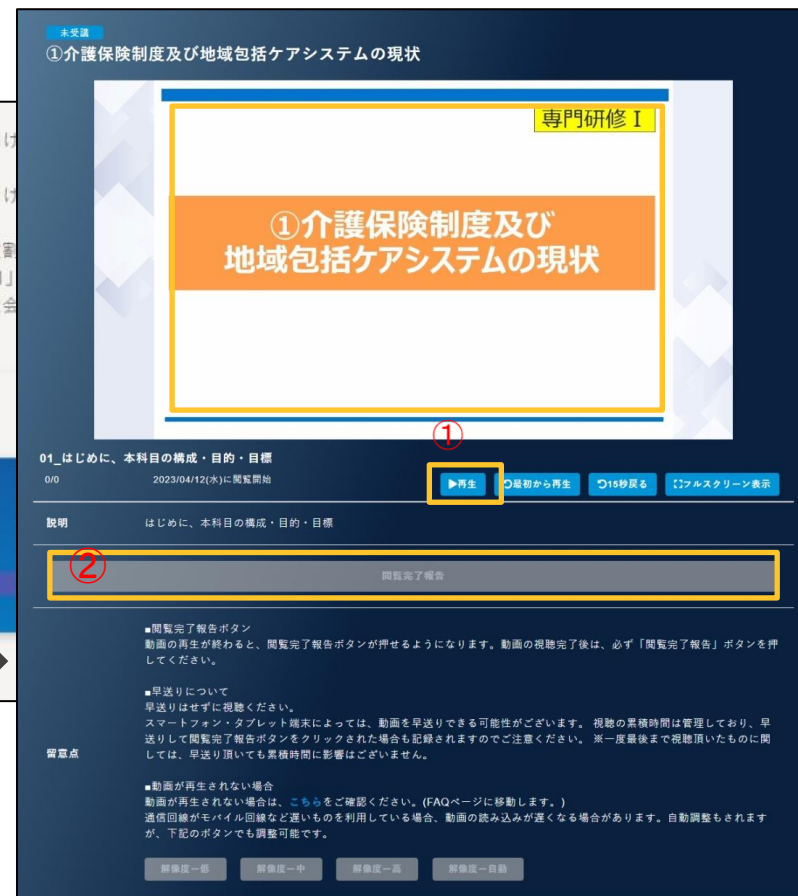 未受講
①介護保険制度及び地域包括ケアシステムの現状
け
け
割
」
会
専門研修Ⅰ
①介護保険制度及び
地域包括ケアシステムの現状
①
01_はじめに、本科目の構成・目的・目標
0/0 2023/04/12(水)に閲覧開始
▶再生 最初から再生 15秒戻る フルスクリーン表示
説明 はじめに、本科目の構成・目的・目標
②
閲覧完了報告
■閲覧完了報告ボタン
動画の再生が終わると、閲覧完了報告ボタンが押せるようになります。動画の視聴完了後は、必ず「閲覧完了報告」ボタンを押
してください。
■早送りについて
早送りはせずに視聴ください。
スマートフォン・タブレット端末によっては、動画を早送りできる可能性がございます。 視聴の累積時間は管理しており、早
送りして閲覧完了報告ボタンをクリックされた場合も記録されますのでご注意ください。 ※一度最後まで視聴頂いたものに関
留意点
しては、早送り頂いても累積時間に影響はございません。
■動画が再生されない場合
動画が再生されない場合は、こちらをご確認ください。(FAQページに移動します。)
通信回線がモバイル回線など遅いものを利用している場合、動画の読み込みが遅くなる場合があります。自動調整もされます
が、下記のボタンでも調整可能です。
解像度ー低 解像度ー中 解像度ー高 解像度ー自動